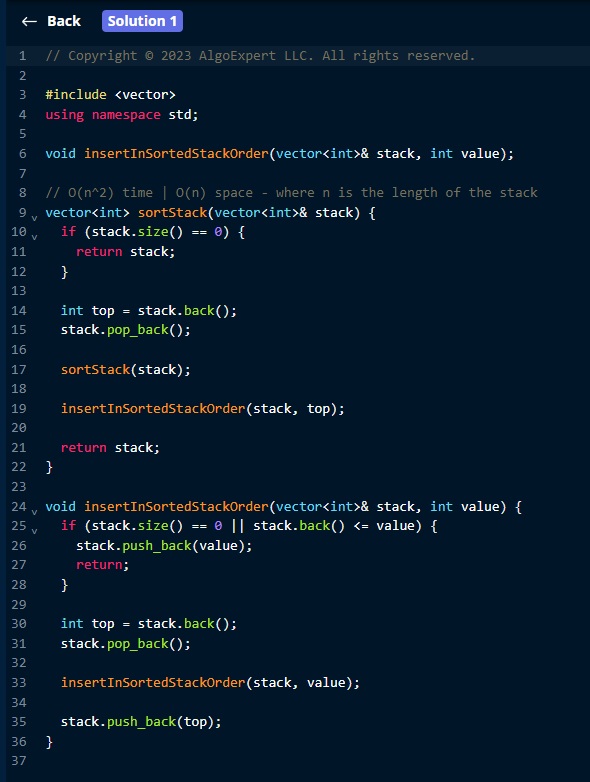 ← Back Solution 1
1 // Copyright © 2023 AlgoExpert LLC. All rights reserved.
2
3 #include <vector>
4 using namespace std;
5
6 void insertInSortedStackOrder(vector<int>& stack, int value);
7
8 // O(n^2) time | O(n) space - where n is the length of the stack
9 vector<int> sortStack(vector<int>& stack) {
10   if (stack.size() == 0) {
11     return stack;
12   }
13
14   int top = stack.back();
15   stack.pop_back();
16
17   sortStack(stack);
18
19   insertInSortedStackOrder(stack, top);
20
21   return stack;
22 }
23
24 void insertInSortedStackOrder(vector<int>& stack, int value) {
25   if (stack.size() == 0 || stack.back() <= value) {
26     stack.push_back(value);
27     return;
28   }
29
30   int top = stack.back();
31   stack.pop_back();
32
33   insertInSortedStackOrder(stack, value);
34
35   stack.push_back(top);
36 }
37